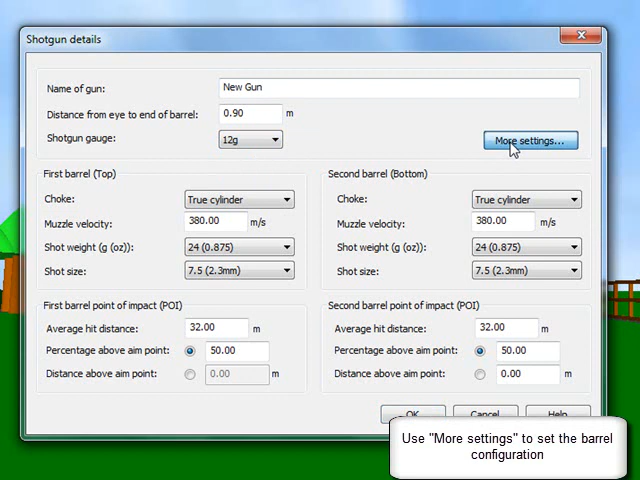 Shotgun details
Name of gun: New Gun
Distance from eye to end of barrel: 0.90 m
Shotgun gauge: 12g More settings...
First barrel (Top) Second barrel (Bottom)
Choke: True cylinder Choke: True cylinder
Muzzle velocity: 380.00 m/s Muzzle velocity: 380.00 m/s
Shot weight (g (oz)): 24 (0.875) Shot weight (g (oz)): 24 (0.875)
Shot size: 7.5 (2.3mm) Shot size: 7.5 (2.3mm)
First barrel point of impact (POI) Second barrel point of impact (POI)
Average hit distance: 32.00 m Average hit distance: 32.00 m
Percentage above aim point: 50.00 Percentage above aim point: 50.00
Distance above aim point: 0.00 m Distance above aim point: 0.00 m
OK Cancel Help
Use "More settings" to set the barrel
configuration